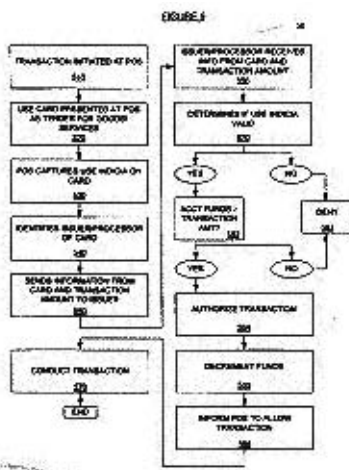 TRANSACTION INITIATED AT POS
USE CARD PRESENTED AT POS
AS TENDER FOR GOODS/
SERVICES
POS CAPTURES USE INDICIA ON
CARD
IDENTIFIES ISSUER/PROCESSOR
OF CARD
SENDS INFORMATION FROM
CARD AND TRANSACTION
AMOUNT TO ISSUER
CONDUCT TRANSACTION
END
ISSUER/PROCESSOR RECEIVES
INFO FROM CARD AND
TRANSACTION AMOUNT
DETERMINES IF USE INDICIA
VALID
YES
NO
ACCT FUNDS >
TRANSACTION
AMT?
DENY
YES
NO
AUTHORIZE TRANSACTION
DECREMENT FUNDS
INFORM POS TO ALLOW
TRANSACTION